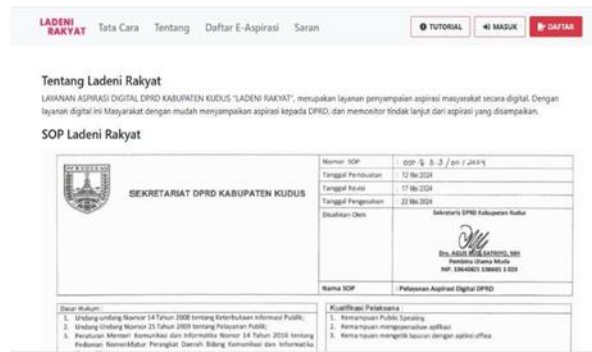 LADENI
RAKYAT
Tata Cara Tentang Daftar E-Aspirasi Saran
TUTORIAL MASUK DAFTAR
Tentang Ladeni Rakyat
LAYANAN ASPIRASI DIGITAL DPRD KABUPATEN KUDUS "LADENI RAKYAT", merupakan layanan penyampaian aspirasi masyarakat secara digital. Dengan
layanan digital ini Masyarakat dengan mudah menyampaikan aspirasi kepada DPRD, dan memonitor tindak lanjut dari aspirasi yang disampaikan.
SOP Ladeni Rakyat
SEKRETARIAT DPRD KABUPATEN KUDUS
Nomor SOP :
Tanggal Pembuatan : 12 Mei 2024
Tanggal Revisi : 17 Mei 2024
Tanggal Pengesahan : 22 Mei 2024
Disahkan Oleh
Sekretaris DPRD Kabupaten Kudus
Pembina Utama Muda
Nama SOP : Pelayanan Aspirasi Digital DPRD
Dasar Hukum :
1. Undang-undang Nomor 14 Tahun 2008 tentang Keterbukaan Informasi Publik;
2. Undang-Undang Nomor 25 Tahun 2009 tentang Pelayanan Publik;
3. Peraturan Menteri Komunikasi dan Informatika Nomor 14 Tahun 2016 tentang
Pedoman Nomenklatur Perangkat Daerah Bidang Komunikasi dan Informatika
Kualifikasi Pelaksana :
1. Kemampuan Public Speaking
2. Kemampuan mengoperasikan aplikasi
3. Kemampuan mengetik laporan dengan apliksi office